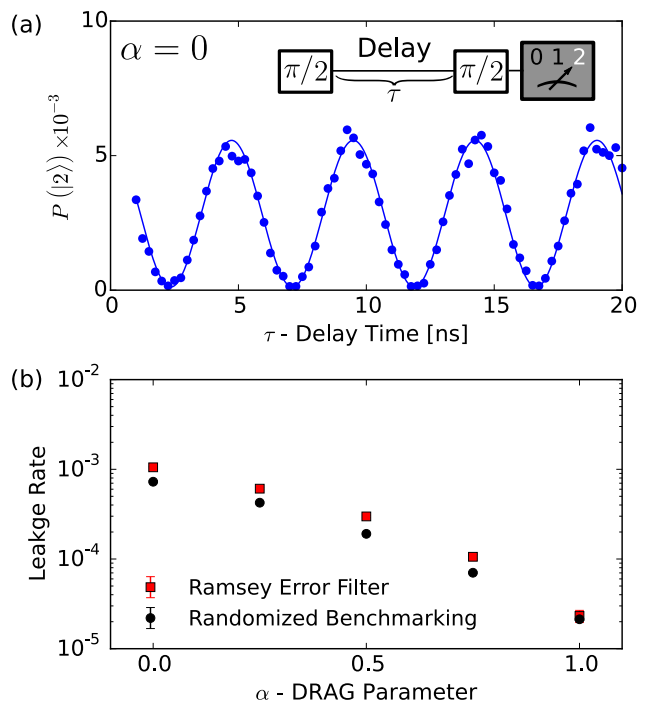 (a)
10
α = 0
Delay
π/2
τ
π/2
0 1 2
P (|2⟩) ×10⁻³
5
0
0 5 10 15 20
τ - Delay Time [ns]
(b)
10⁻²
10⁻³
10⁻⁴
10⁻⁵
Leakge Rate
Ramsey Error Filter
Randomized Benchmarking
0.0 0.5 1.0
α - DRAG Parameter